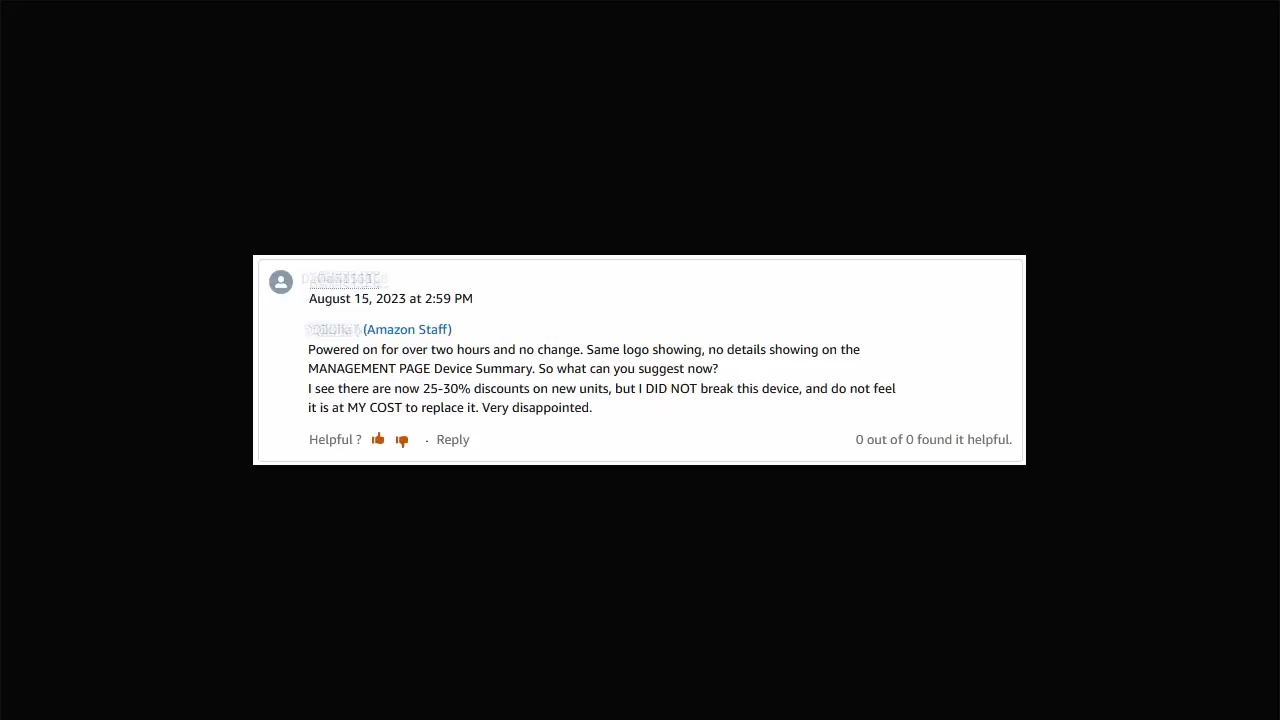 August 15, 2023 at 2:59 PM
(Amazon Staff)
Powered on for over two hours and no change. Same logo showing, no details showing on the
MANAGEMENT PAGE Device Summary. So what can you suggest now?
I see there are now 25-30% discounts on new units, but I DID NOT break this device, and do not feel
it is at MY COST to replace it. Very disappointed.
Helpful ? · Reply 0 out of 0 found it helpful.